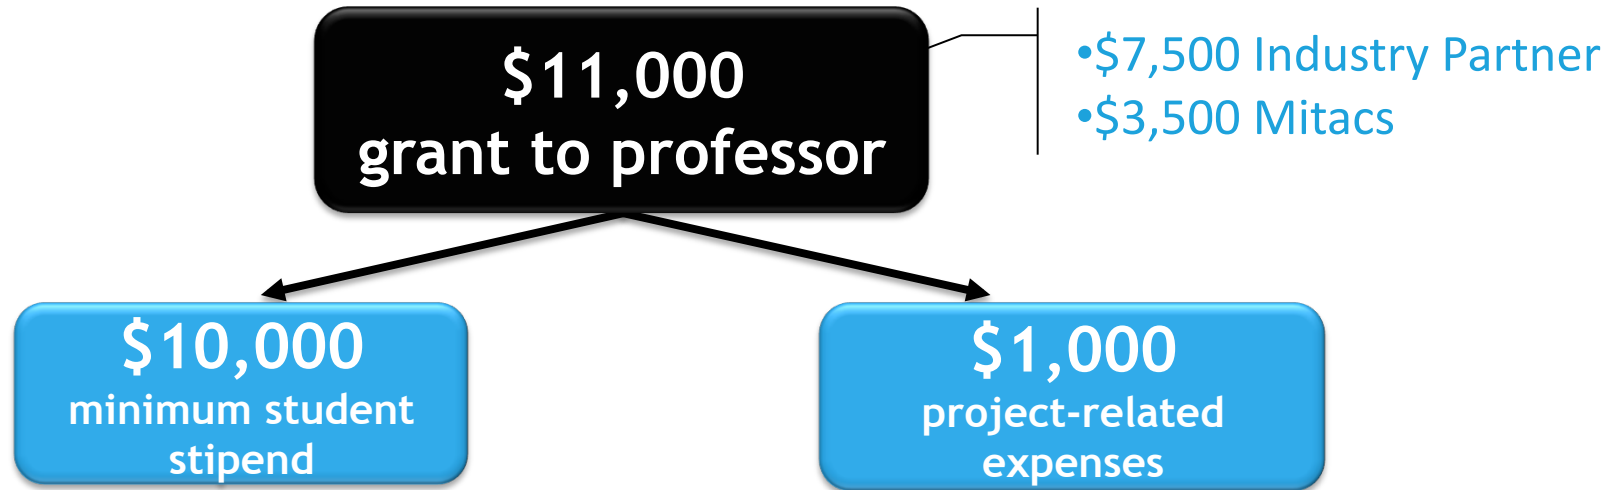 $11,000
grant to professor
•$7,500 Industry Partner
•$3,500 Mitacs
$10,000
minimum student
stipend
$1,000
project-related
expenses